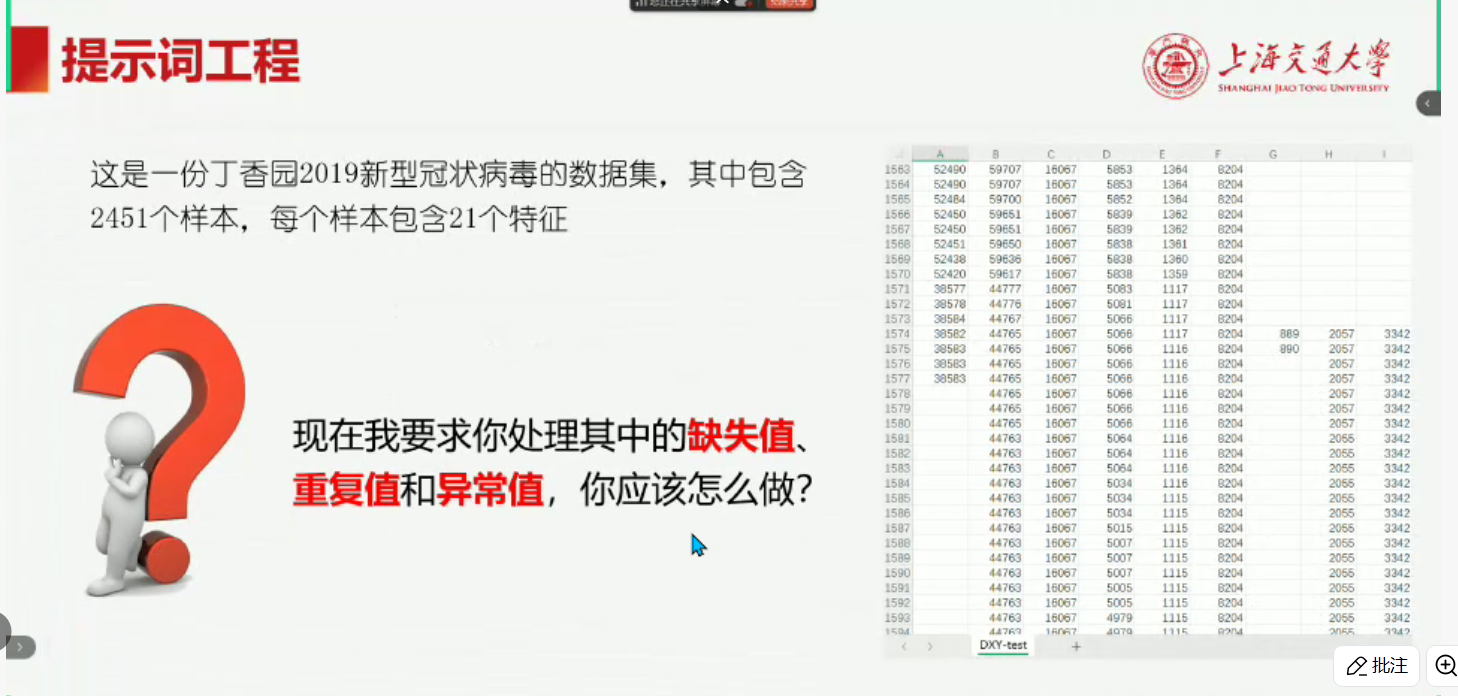 提示词工程
上海交通大学
SHANGHAI JIAO TONG UNIVERSITY
这是一份丁香园2019新型冠状病毒的数据集，其中包含
2451个样本，每个样本包含21个特征
现在我要求你处理其中的缺失值、
重复值和异常值，你应该怎么做？
A B C D E F G H I
1563 52490 59707 16067 5853 1364 8204
1564 52490 59707 16067 5853 1364 8204
1565 52484 59700 16067 5852 1364 8204
1566 52450 59651 16067 5839 1362 8204
1567 52450 59651 16067 5839 1362 8204
1568 52451 59650 16067 5838 1361 8204
1569 52438 59636 16067 5838 1360 8204
1570 52420 59617 16067 5838 1359 8204
1571 38577 44777 16067 5083 1117 8204
1572 38578 44776 16067 5081 1117 8204
1573 38584 44767 16067 5066 1117 8204
1574 38582 44765 16067 5066 1117 8204 889 2057 3342
1575 38583 44765 16067 5066 1116 8204 890 2057 3342
1576 38583 44765 16067 5066 1116 8204 2057 3342
1577 38583 44765 16067 5066 1116 8204 2057 3342
1578 44765 16067 5066 1116 8204 2057 3342
1579 44765 16067 5066 1116 8204 2057 3342
1580 44765 16067 5066 1116 8204 2057 3342
1581 44763 16067 5064 1116 8204 2055 3342
1582 44763 16067 5064 1116 8204 2055 3342
1583 44763 16067 5064 1116 8204 2055 3342
1584 44763 16067 5034 1116 8204 2055 3342
1585 44763 16067 5034 1115 8204 2055 3342
1586 44763 16067 5034 1115 8204 2055 3342
1587 44763 16067 5015 1115 8204 2055 3342
1588 44763 16067 5007 1115 8204 2055 3342
1589 44763 16067 5007 1115 8204 2055 3342
1590 44763 16067 5007 1115 8204 2055 3342
1591 44763 16067 5005 1115 8204 2055 3342
1592 44763 16067 5005 1115 8204 2055 3342
1593 44763 16067 4979 1115 8204 2055 3342
1594 44763 16067 4979 1115 8204 2055 3342
DXY-test
批注